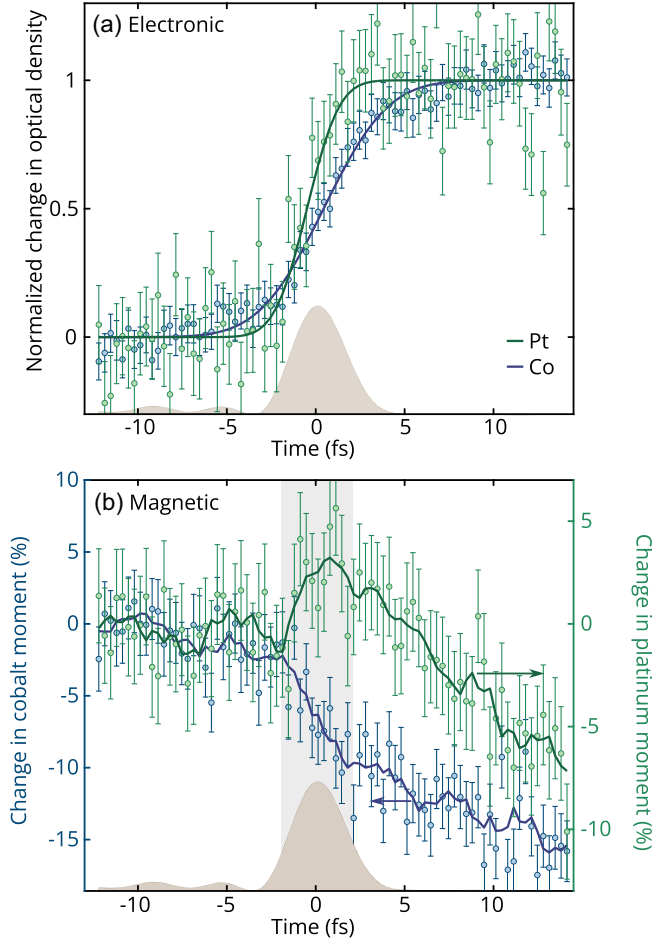 (a) Electronic
Normalized change in optical density
1
0.5
0
Pt
Co
-10 -5 0 5 10
Time (fs)
(b) Magnetic
Change in cobalt moment (%)
10
5
0
-5
-10
-15
Change in platinum moment (%)
5
0
-5
-10
-10 -5 0 5 10
Time (fs)